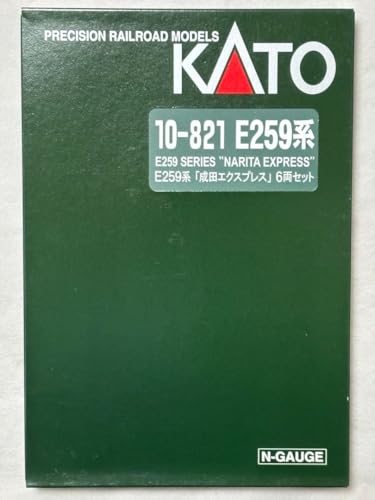 PRECISION RAILROAD MODELS
KATO
10-821 E259系
E259 SERIES "NARITA EXPRESS"
E259系「成田エクスプレス」6両セット
N-GAUGE